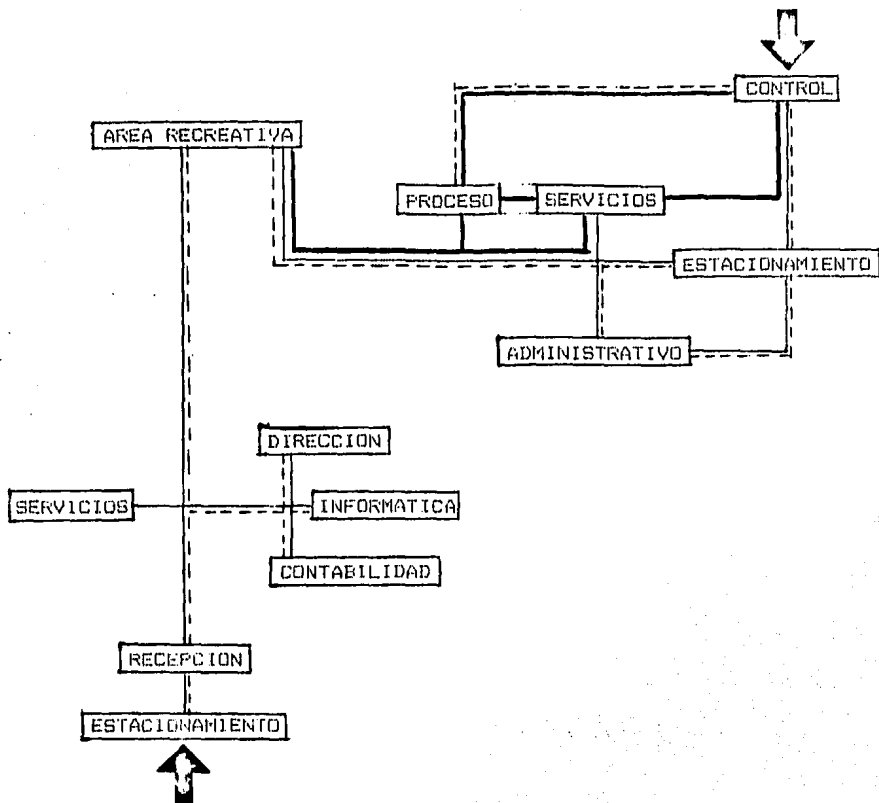 CONTROL
AREA RECREATIVA
PROCESO
SERVICIOS
ESTACIONAMIENTO
ADMINISTRATIVO
DIRECCION
SERVICIOS
INFORMATICA
CONTABILIDAD
RECEPCION
ESTACIONAMIENTO